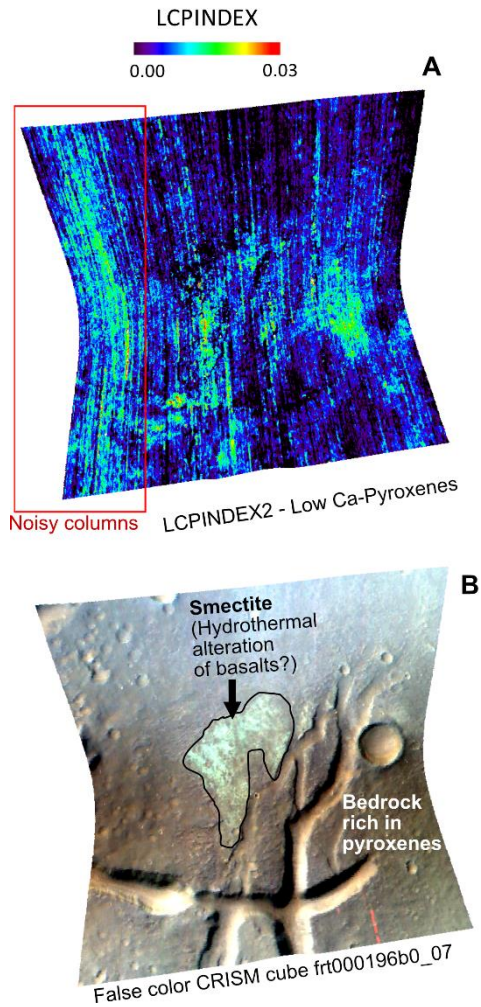 LCPINDEX
0.00
0.03
A
Noisy columns
LCPINDEX2 - Low Ca-Pyroxenes
B
Smectite
(Hydrothermal
alteration
of basalts?)
Bedrock
rich in
pyroxenes
False color CRISM cube frt000196b0_07